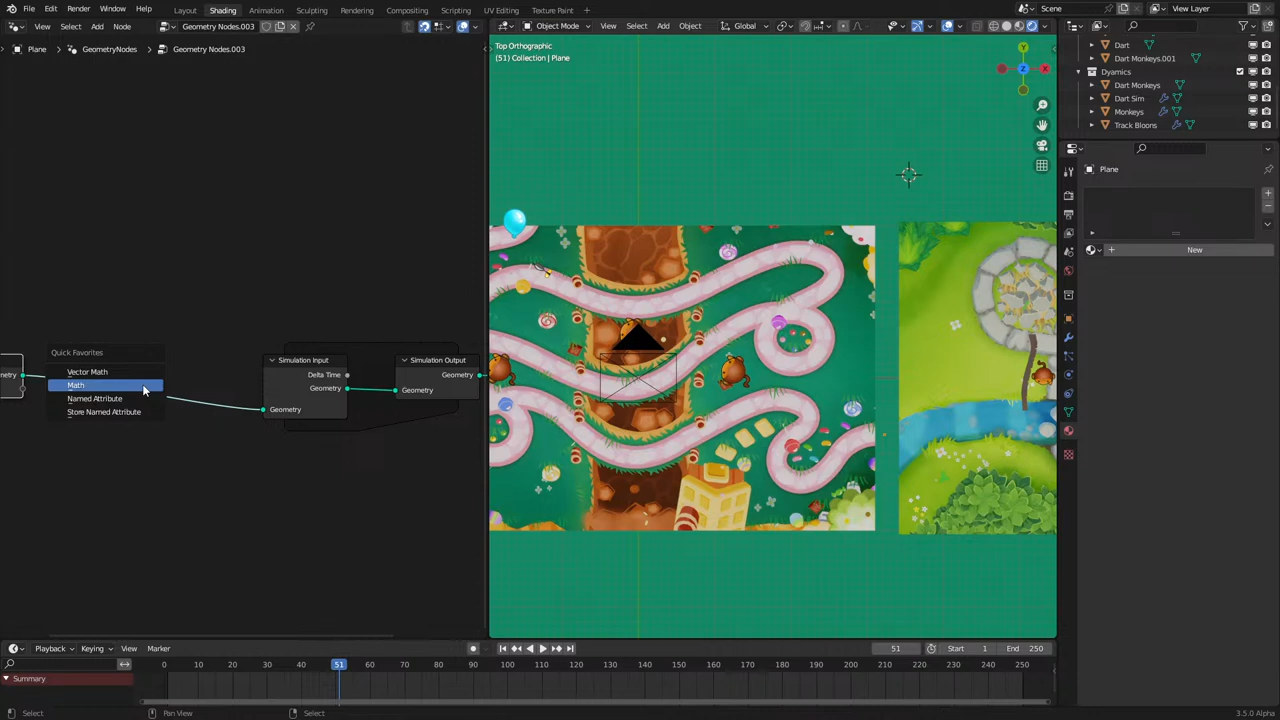 File Edit Render Window Help
Layout Shading Animation Rendering Compositing Scripting UV Editing Texture Paint
Scene
View Layer
View Select Add Node
Geometry Nodes.003
Object Mode
View Select Add Object
Global
Plane > GeometryNodes > Geometry Nodes.003
Top Orthographic
(51) Collection | Plane
Y
Z
X
Dart
Dart Monkeys.001
Dyamics
Dart Monkeys
Dart Sim
Monkeys
Track Bloons
Plane
New
Quick Favorites
Vector Math
Math
Named Attribute
Store Named Attribute
Simulation Input
Delta Time
Geometry
Geometry
Simulation Output
Geometry
Geometry
Playback Keying View Marker
51
Start 1
End 250
0 10 20 30 40 51 60 70 80 90 100 110 120 130 140 150 160 170 180 190 200 210 220 230 240 250
Summary
Select
Pan View
Select
3.5.0 Alpha